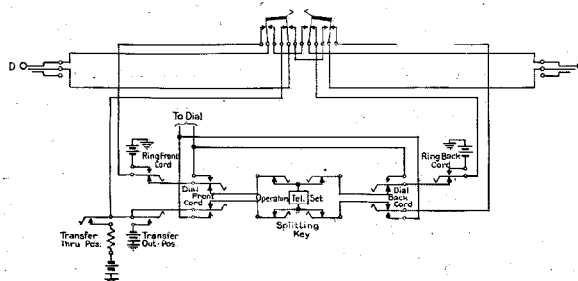 D
To Dial
Ring Front
Cord
Ring Back
Cord
Dial
Front
Cord
Operators Tel. Set
Dial
Back
Cord
Splitting
Key
Transfer
Thru Pos.
Transfer
Out-Pos.